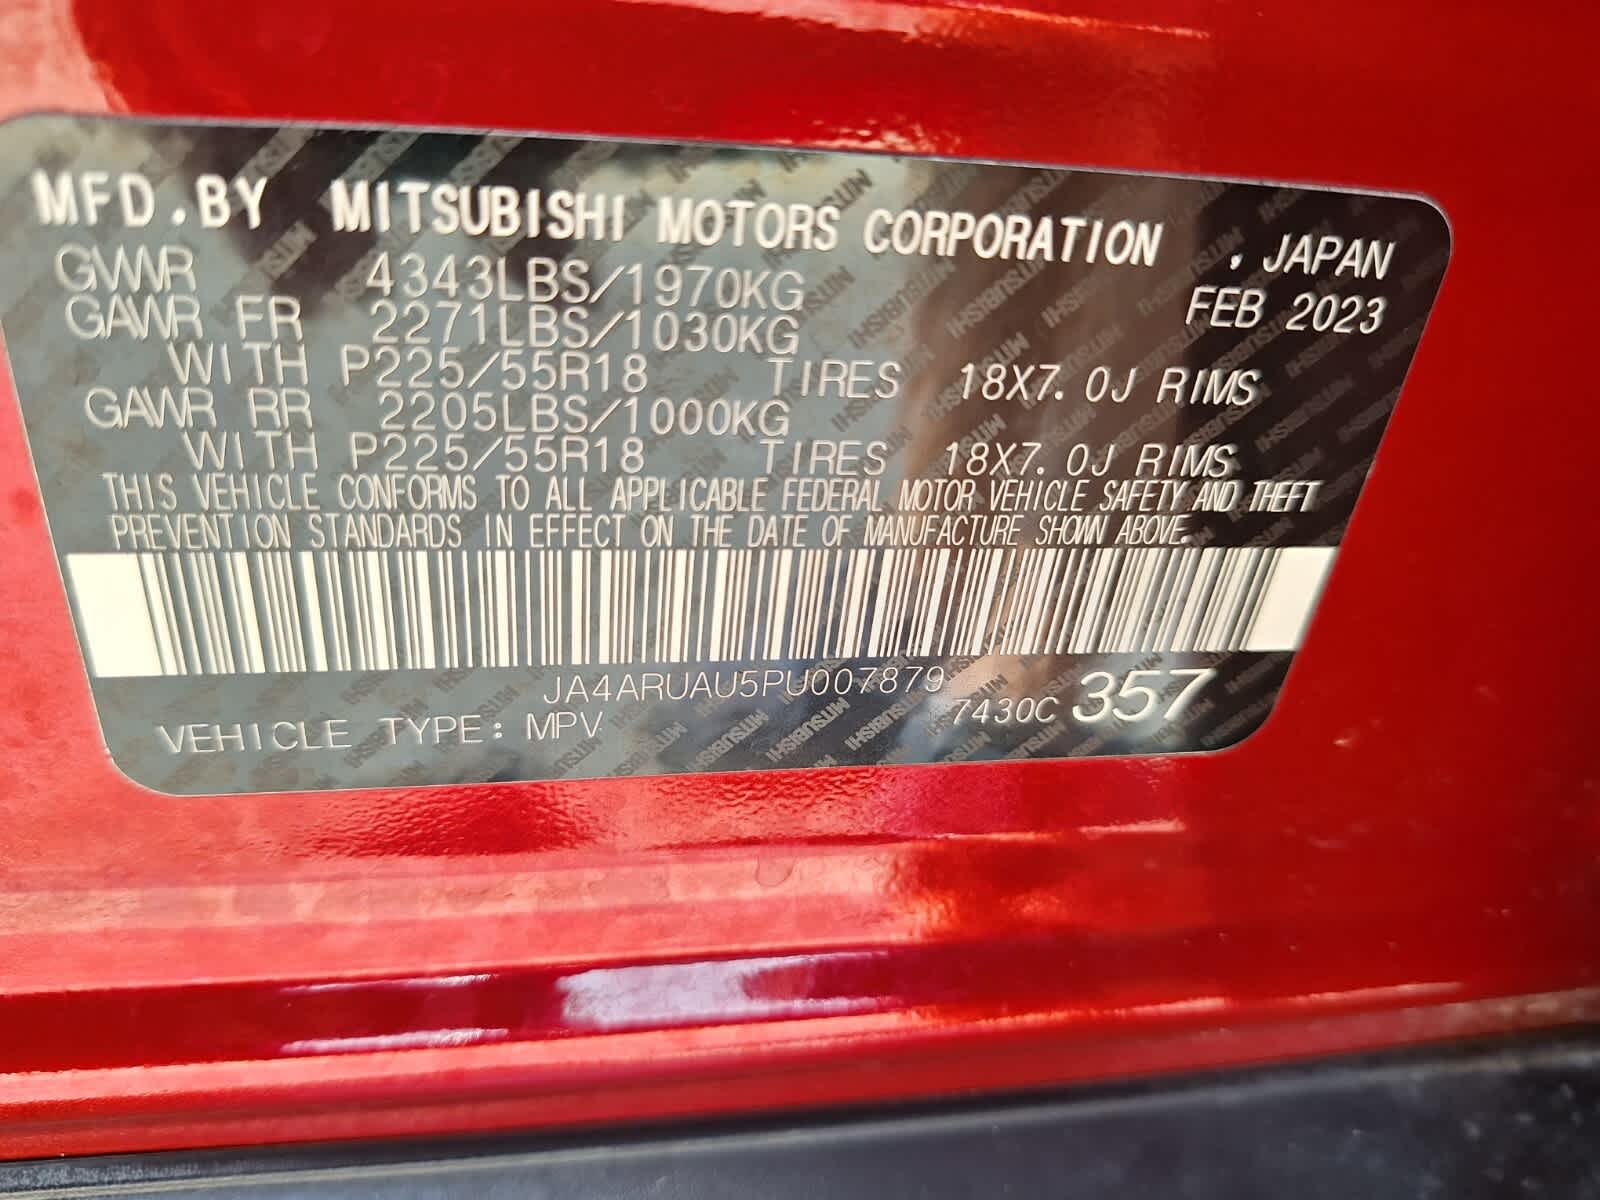 MFD.BY MITSUBISHI MOTORS CORPORATION , JAPAN
GVWR 4343LBS/1970KG FEB 2023
GAWR FR 2271LBS/1030KG
WITH P225/55R18 TIRES 18X7.0J RIMS
GAWR RR 2205LBS/1000KG
WITH P225/55R18 TIRES 18X7.0J RIMS
THIS VEHICLE CONFORMS TO ALL APPLICABLE FEDERAL MOTOR VEHICLE SAFETY AND THEFT
PREVENTION STANDARDS IN EFFECT ON THE DATE OF MANUFACTURE SHOWN ABOVE.
JA4ARUAU5PU007879
VEHICLE TYPE: MPV 7430C 357